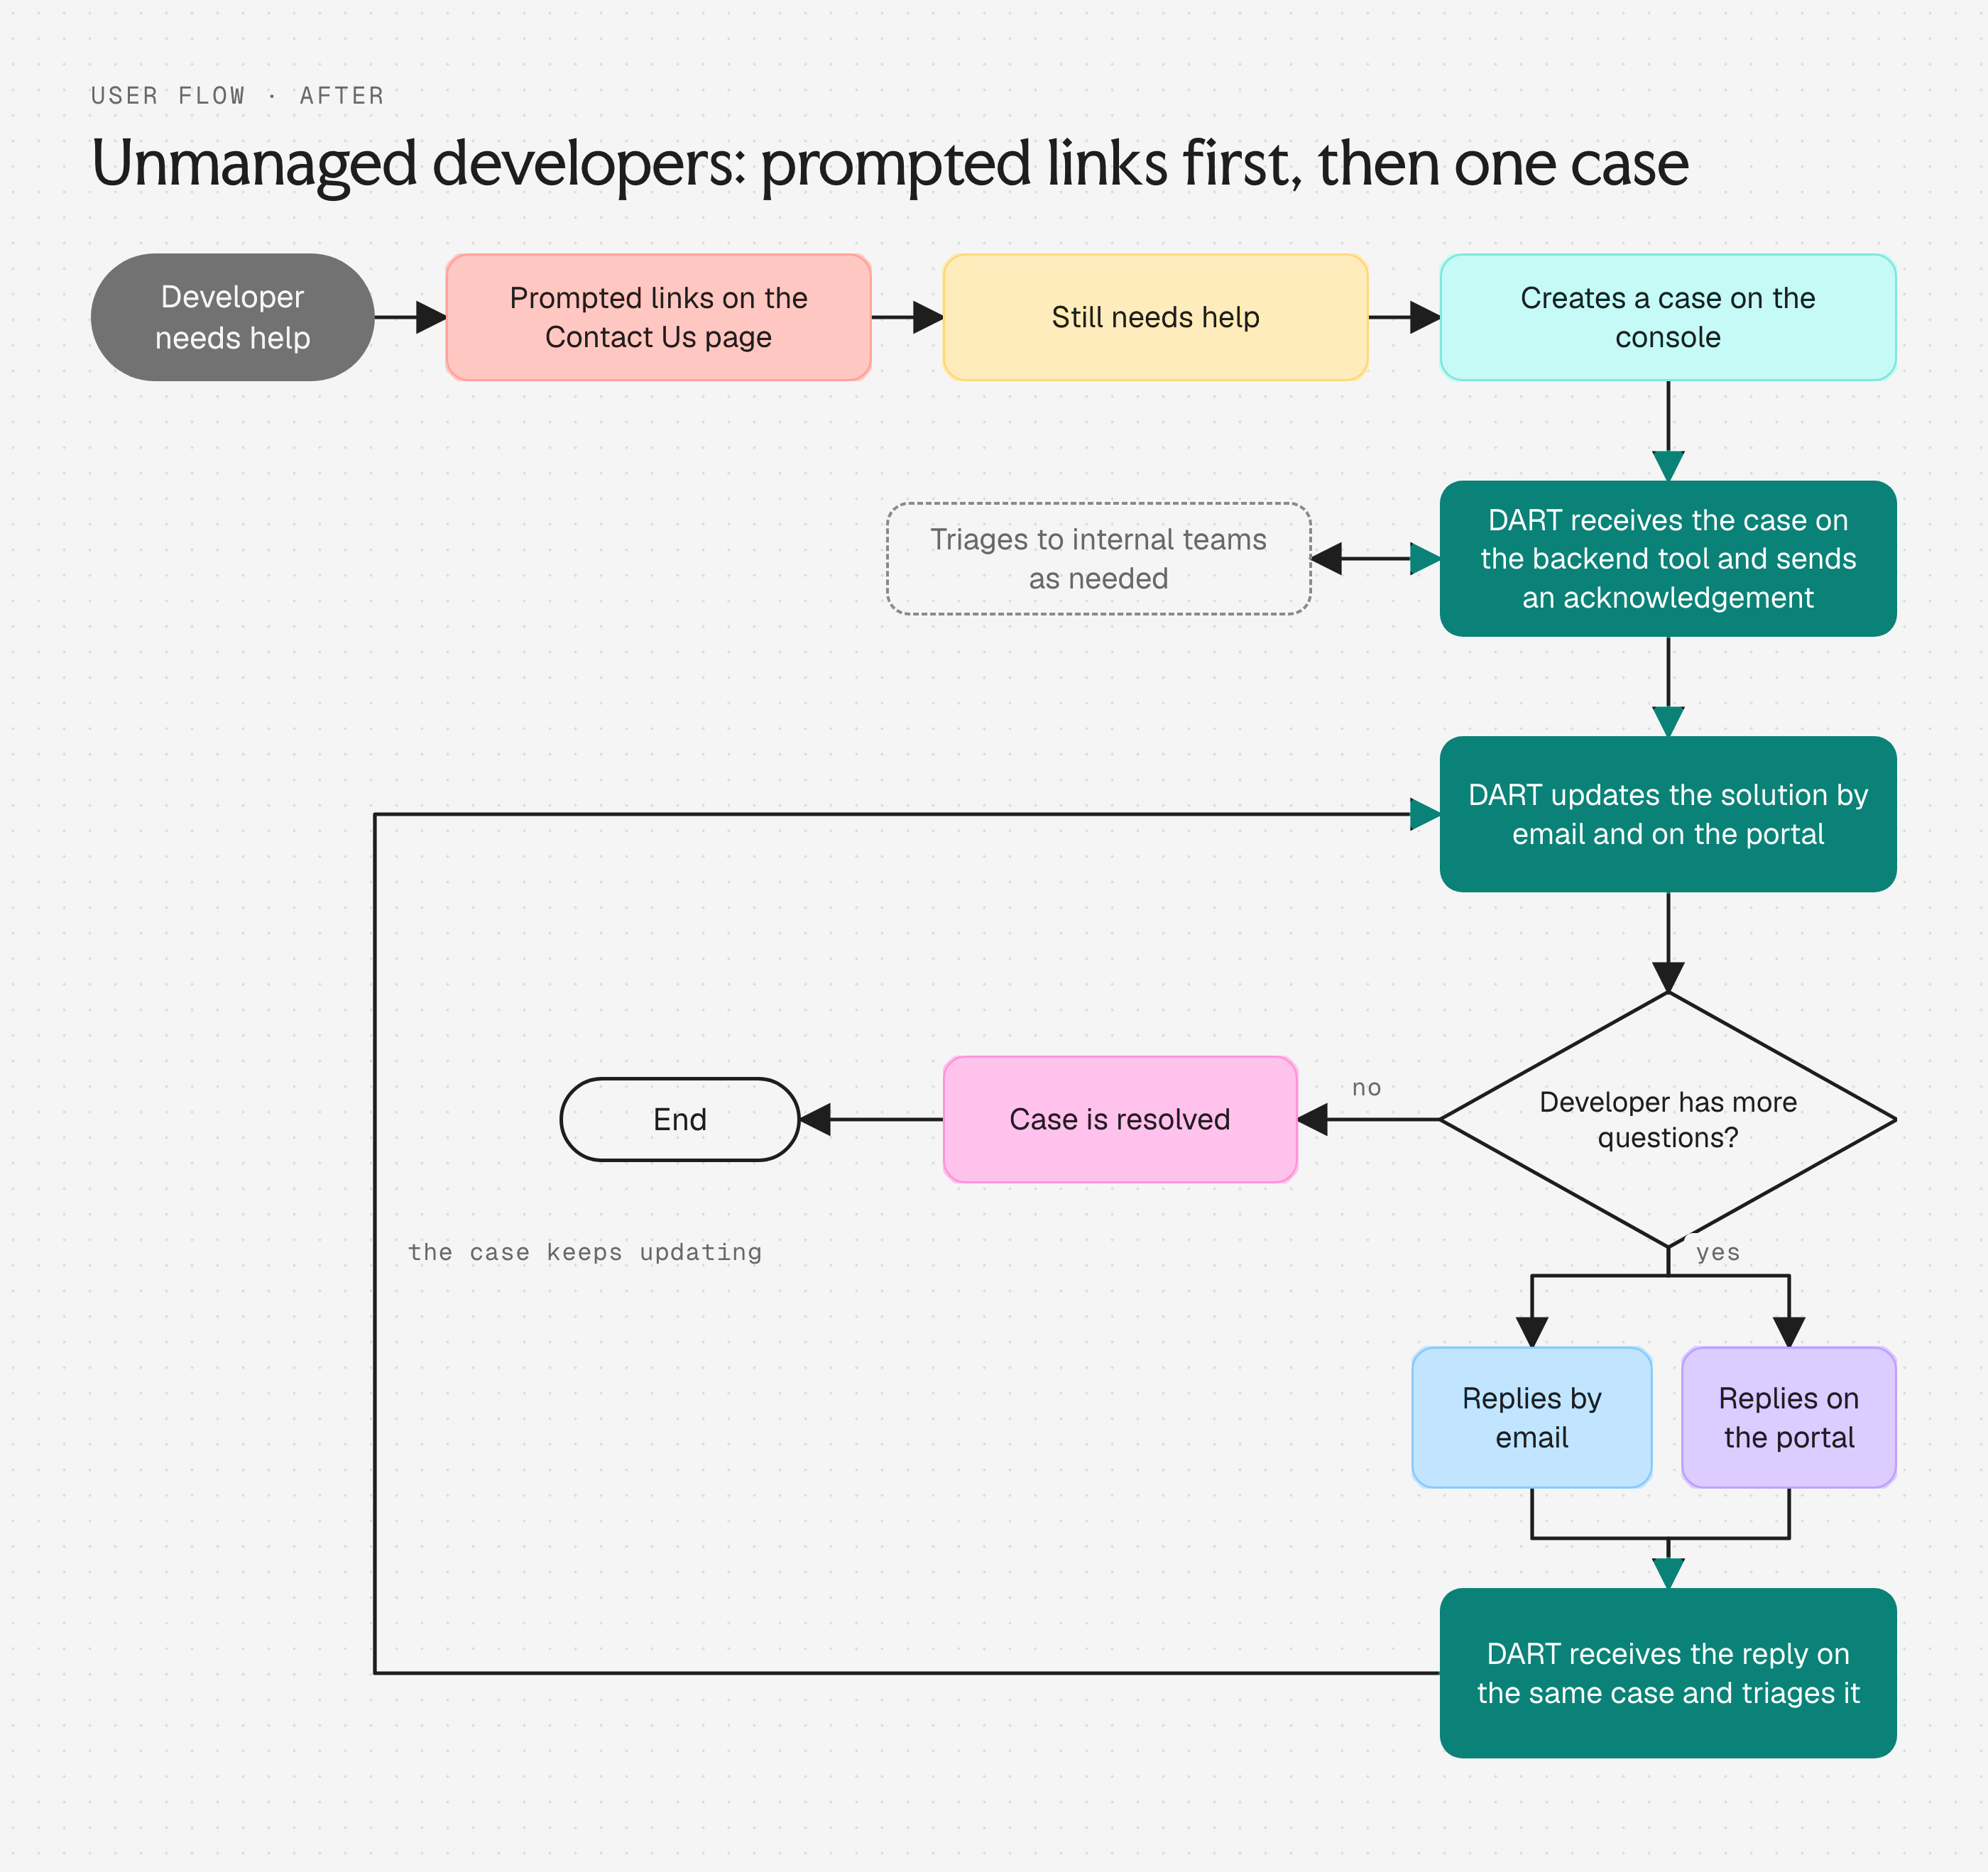 USER FLOW · AFTER
Unmanaged developers: prompted links first, then one case
Developer
needs help
Prompted links on the
Contact Us page
Still needs help
Creates a case on the
console
Triages to internal teams
as needed
DART receives the case on
the backend tool and sends
an acknowledgement
DART updates the solution by
email and on the portal
End
Case is resolved
no
Developer has more
questions?
the case keeps updating
yes
Replies by
email
Replies on
the portal
DART receives the reply on
the same case and triages it